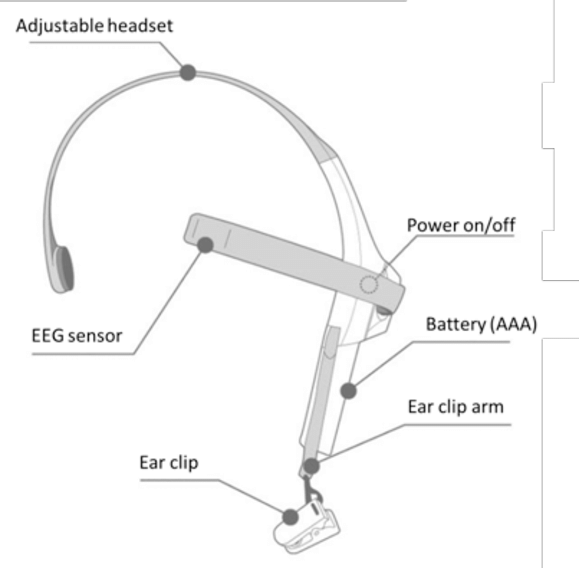 Adjustable headset
Power on/off
EEG sensor
Battery (AAA)
Ear clip arm
Ear clip